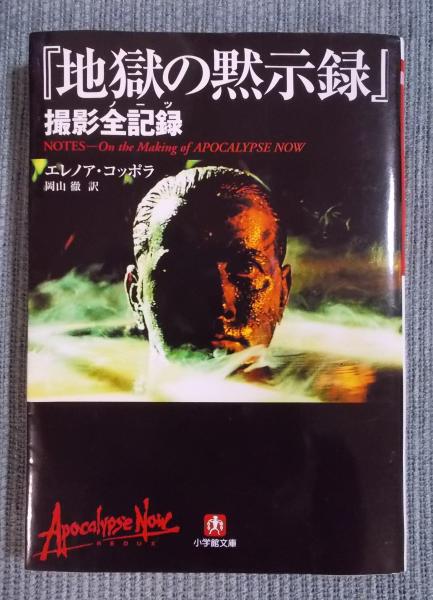 『地獄の黙示録』
ノーツ
撮影全記録
NOTES—On the Making of APOCALYPSE NOW
エレノア・コッポラ
岡山 徹 訳
Apocalypse Now
REDUX
小学館文庫